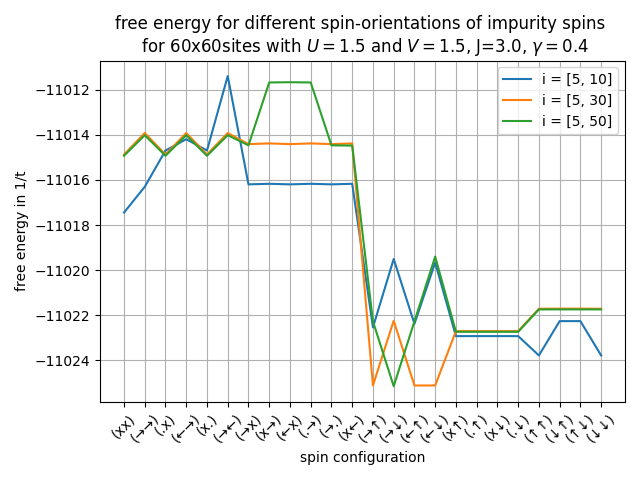 free energy for different spin-orientations of impurity spins
for 60x60sites with U = 1.5 and V = 1.5, J=3.0, γ = 0.4
i = [5, 10]
i = [5, 30]
i = [5, 50]
free energy in 1/t
−11012
−11014
−11016
−11018
−11020
−11022
−11024
(xx)
(→→)
(.x)
(←→)
(x.)
(→←)
(→x)
(x→)
(←x)
(.→)
(→.)
(x←)
(→↑)
(→↓)
(←↑)
(←↓)
(x↑)
(.↑)
(x↓)
(.↓)
(↑↑)
(↓↑)
(↑↓)
(↓↓)
spin configuration